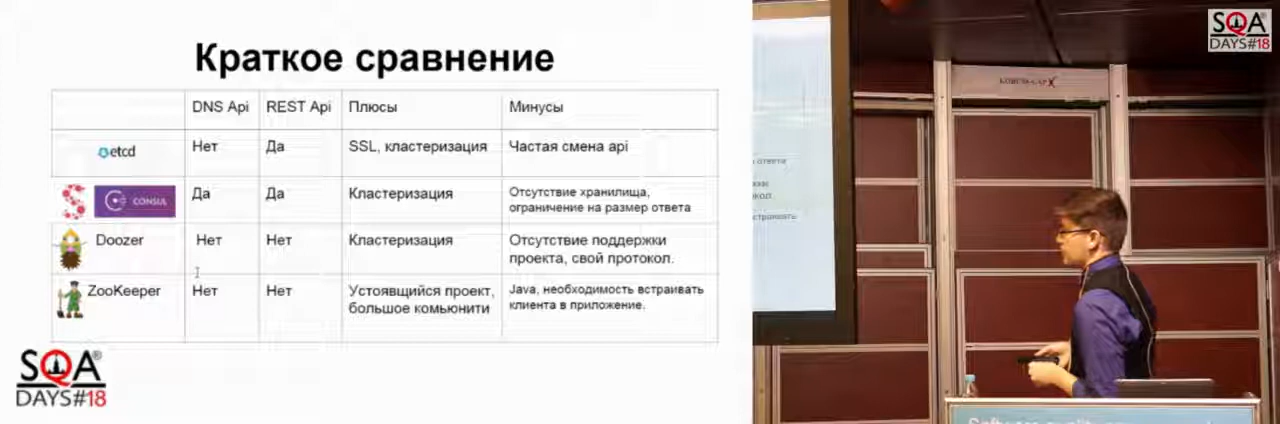 Краткое сравнение
DNS Api REST Api Плюсы Минусы
etcd Нет Да SSL, кластеризация Частая смена api
CONSUL Да Да Кластеризация Отсутствие хранилища,
ограничение на размер ответа
Doozer Нет Нет Кластеризация Отсутствие поддержки
проекта, свой протокол.
ZooKeeper Нет Нет Устоявщийся проект, Java, необходимость встраивать
большое комьюнити клиента в приложение.
SQA
DAYS#18
SQA
DAYS#18
ответа